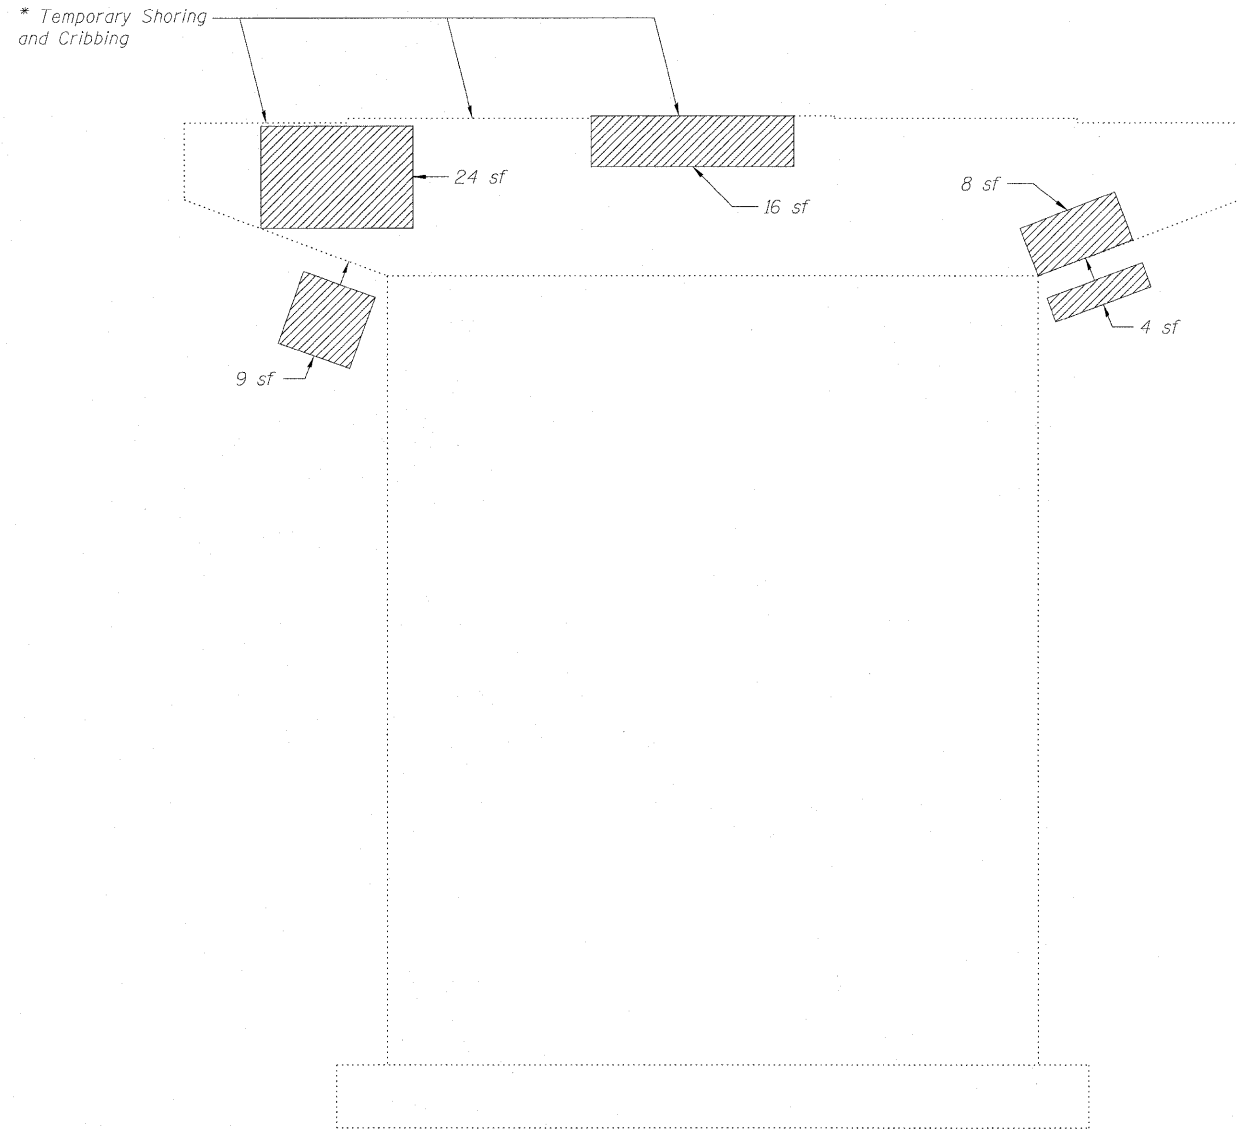 * Temporary Shoring
and Cribbing
24 sf
16 sf
8 sf
4 sf
9 sf